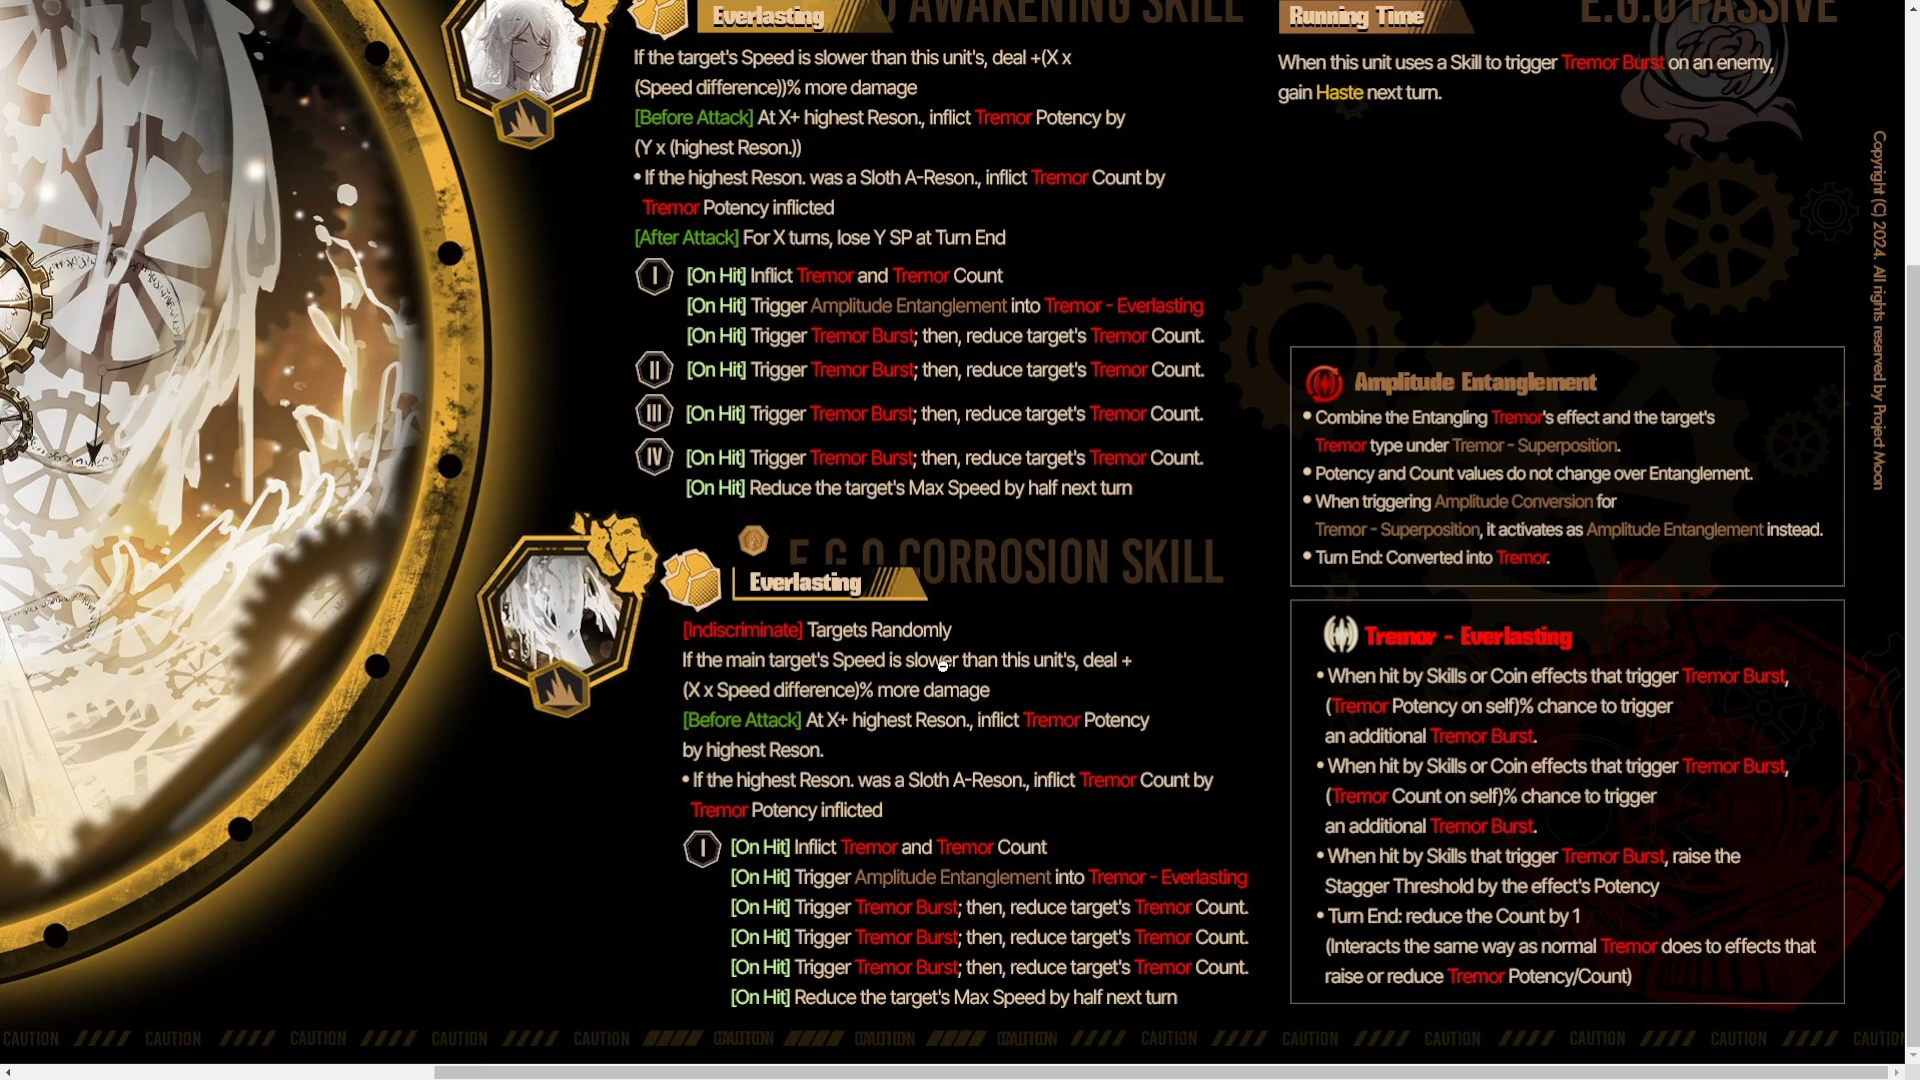 E.G.O AWAKENING SKILL
Everlasting
If the target's Speed is slower than this unit's, deal +(X x
(Speed difference))% more damage
[Before Attack] At X+ highest Reson., inflict Tremor Potency by
(Y x (highest Reson.))
• If the highest Reson. was a Sloth A-Reson., inflict Tremor Count by
Tremor Potency inflicted
[After Attack] For X turns, lose Y SP at Turn End
I
[On Hit] Inflict Tremor and Tremor Count
[On Hit] Trigger Amplitude Entanglement into Tremor - Everlasting
[On Hit] Trigger Tremor Burst; then, reduce target's Tremor Count.
II
[On Hit] Trigger Tremor Burst; then, reduce target's Tremor Count.
III
[On Hit] Trigger Tremor Burst; then, reduce target's Tremor Count.
IV
[On Hit] Trigger Tremor Burst; then, reduce target's Tremor Count.
[On Hit] Reduce the target's Max Speed by half next turn
E.G.O CORROSION SKILL
Everlasting
[Indiscriminate] Targets Randomly
If the main target's Speed is slower than this unit's, deal +
(X x Speed difference)% more damage
[Before Attack] At X+ highest Reson., inflict Tremor Potency
by highest Reson.
• If the highest Reson. was a Sloth A-Reson., inflict Tremor Count by
Tremor Potency inflicted
I
[On Hit] Inflict Tremor and Tremor Count
[On Hit] Trigger Amplitude Entanglement into Tremor - Everlasting
[On Hit] Trigger Tremor Burst; then, reduce target's Tremor Count.
[On Hit] Trigger Tremor Burst; then, reduce target's Tremor Count.
[On Hit] Trigger Tremor Burst; then, reduce target's Tremor Count.
[On Hit] Reduce the target's Max Speed by half next turn
E.G.O PASSIVE
Running Time
When this unit uses a Skill to trigger Tremor Burst on an enemy,
gain Haste next turn.
Amplitude Entanglement
• Combine the Entangling Tremor's effect and the target's
Tremor type under Tremor - Superposition.
• Potency and Count values do not change over Entanglement.
• When triggering Amplitude Conversion for
Tremor - Superposition, it activates as Amplitude Entanglement instead.
• Turn End: Converted into Tremor.
Tremor - Everlasting
• When hit by Skills or Coin effects that trigger Tremor Burst,
(Tremor Potency on self)% chance to trigger
an additional Tremor Burst.
• When hit by Skills or Coin effects that trigger Tremor Burst,
(Tremor Count on self)% chance to trigger
an additional Tremor Burst.
• When hit by Skills that trigger Tremor Burst, raise the
Stagger Threshold by the effect's Potency
• Turn End: reduce the Count by 1
(Interacts the same way as normal Tremor does to effects that
raise or reduce Tremor Potency/Count)
Copyright (C) 2024. All rights reserved by Project Moon
CAUTION CAUTION CAUTION CAUTION CAUTION CAUTION CAUTION CAUTION CAUTION CAUTION CAUTION CAUTION CAUTION CAUTIO